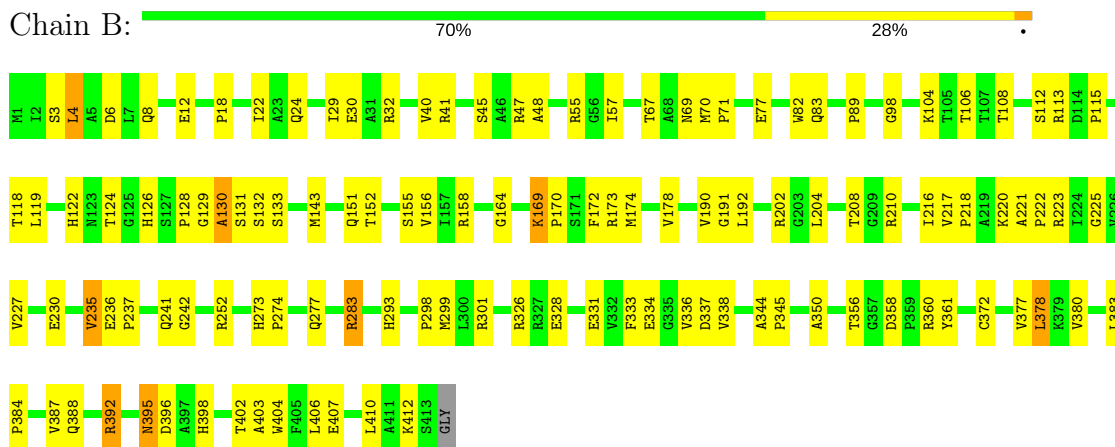 Chain B:
70% 28% •
M1 I2 S3 L4 A5 D6 L7 Q8 E12 P18 I22 A23 Q24 I29 E30 A31 R32 V40 R41 S45 A46 R47 A48 R55 G56 I57 T67 A68 N69 M70 P71 E77 W82 Q83 P89 G98 K104 T105 T106 T107 T108 S112 R113 D114 P115
T118 L119 H122 N123 T124 G125 H126 S127 P128 G129 A130 S131 S132 S133 M143 Q151 T152 S155 V156 I157 R158 G164 K169 P170 S171 F172 R173 M174 V178 V190 G191 L192 R202 G203 L204 T208 G209 R210 I216 V217 P218 A219 K220 A221 P222 R223 I224 G225 V226
V227 E230 V235 E236 P237 Q241 G242 R252 H273 P274 Q277 R283 H293 P298 M299 L300 R301 R326 R327 E328 E331 V332 F333 E334 G335 V336 D337 V338 A344 P345 A350 T356 G357 D358 P359 R360 Y361 C372 V377 L378 K379 V380 L383
P384 V387 Q388 R392 N395 D396 A397 H398 T402 A403 W404 F405 L406 E407 L410 A411 K412 S413 GLY